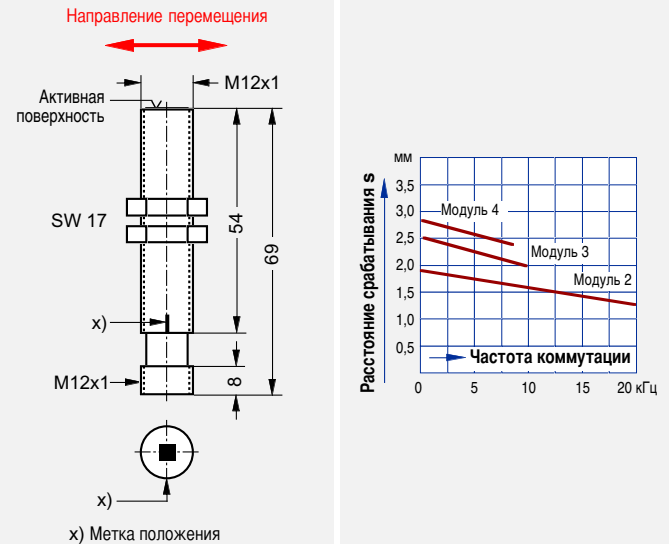 Направление перемещения
M12x1
Активная
поверхность
SW 17
54
69
x)
M12x1
8
x)
x) Метка положения
Расстояние срабатывания s
мм
3,5
3,0
2,5
2,0
1,5
1,0
0,5
Модуль 4
Модуль 3
Модуль 2
Частота коммутации
0
5
10
15
20 кГц